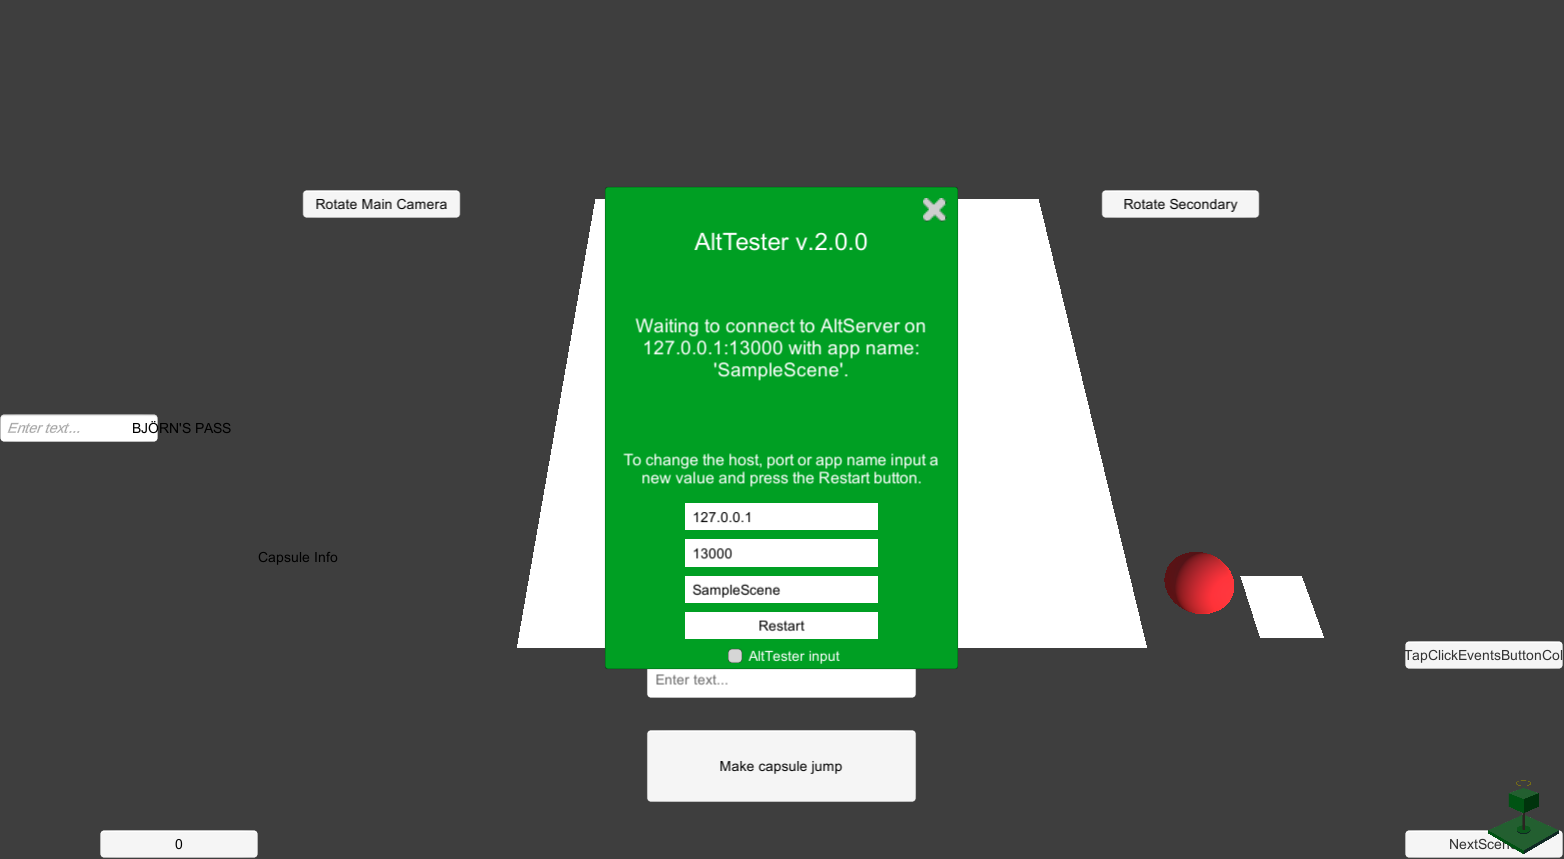 Rotate Main Camera
Rotate Secondary
AltTester v.2.0.0
Waiting to connect to AltServer on
127.0.0.1:13000 with app name:
'SampleScene'.
Enter text...
BJÖRN'S PASS
To change the host, port or app name input a
new value and press the Restart button.
127.0.0.1
13000
Capsule Info
SampleScene
Restart
AltTester input
TapClickEventsButtonCol
Enter text...
Make capsule jump
0